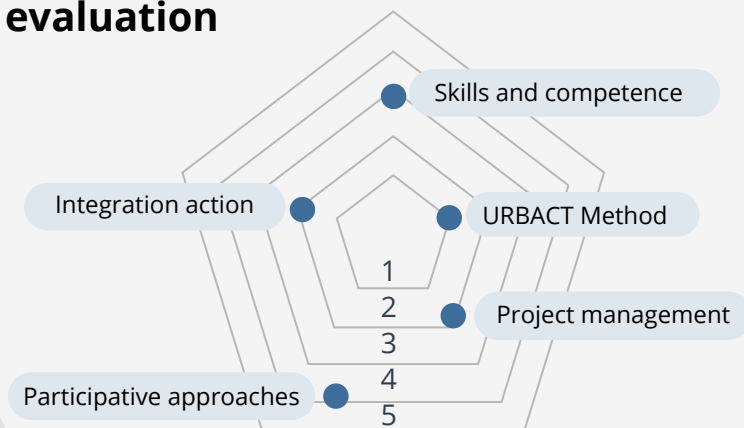 evaluation
Skills and competence
Integration action
URBACT Method
1
2
Project management
3
4
Participative approaches
5